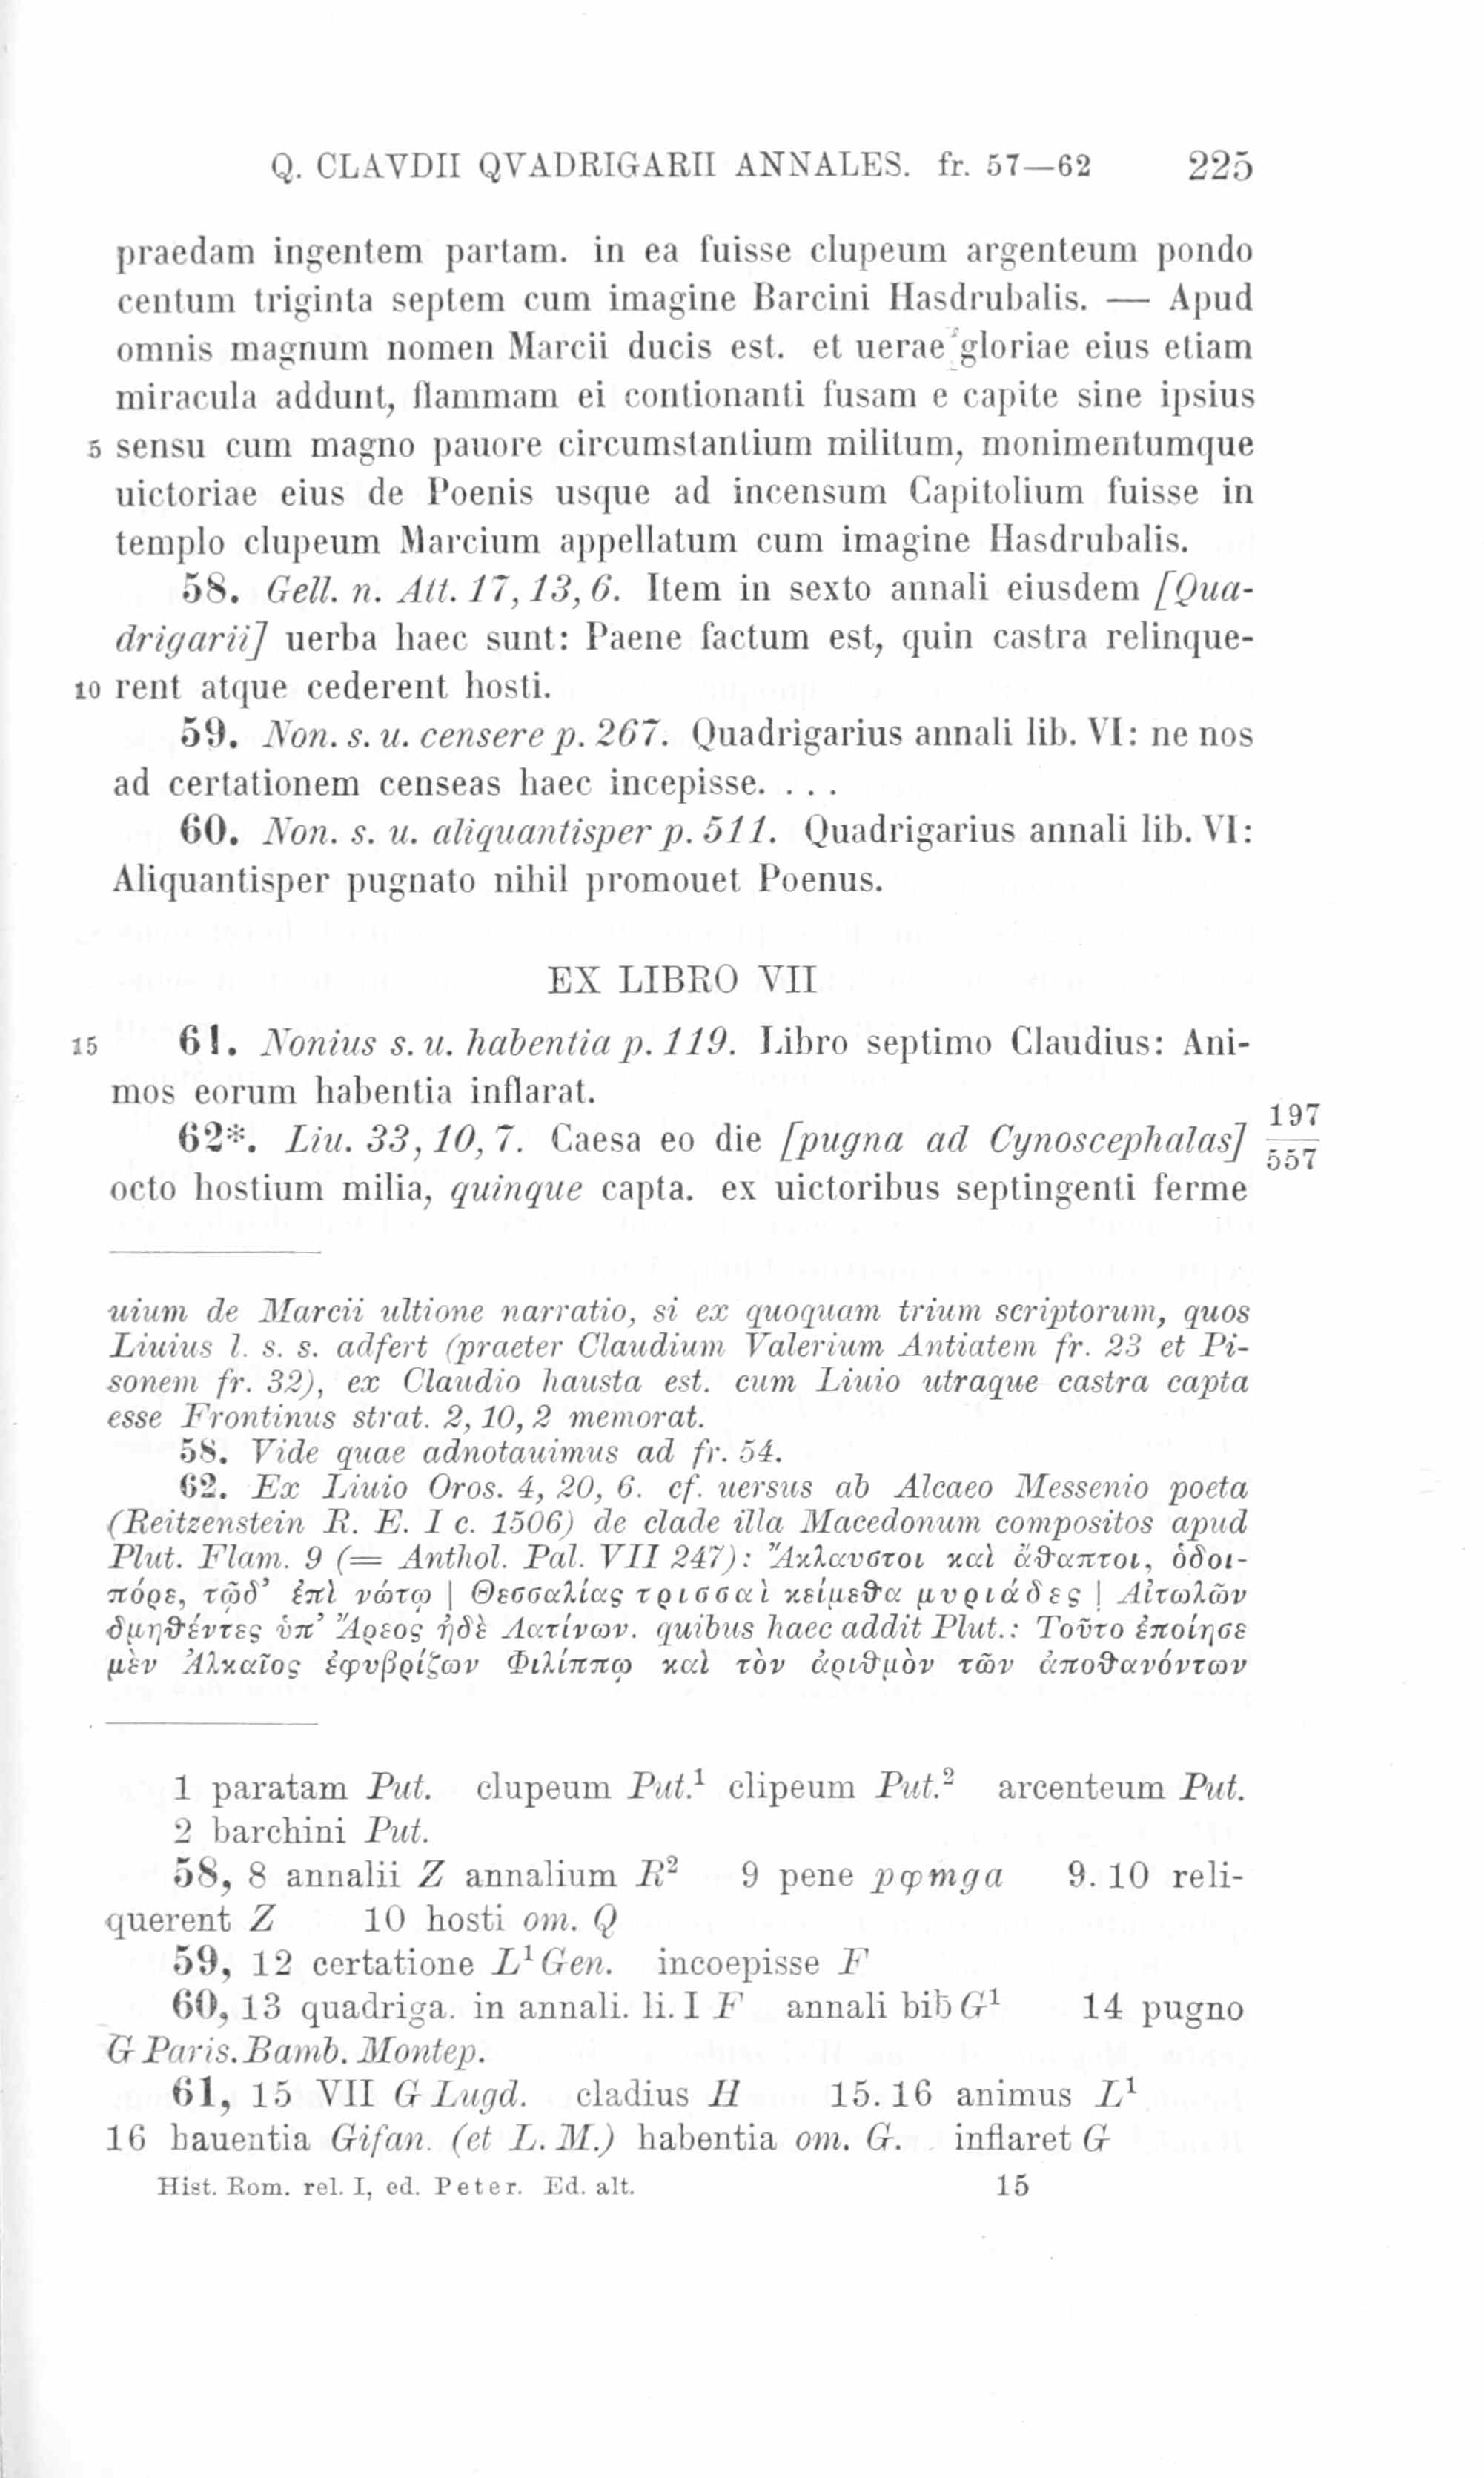 Q. CLAVDII QVADRIGARII ANNALES. fr. 57—62 225
praedam ingentem partam. in ea fuisse clupeum argenteum pondo
centum triginta septem cum imagine Barcini Hasdrubalis. — Apud
omnis magnum nomen Marcii ducis est. et uerae gloriae eius etiam
miracula addunt, flammam ei contionanti fusam e capite sine ipsius
5 sensu cum magno pauore circumstantium militum, monimentumque
uictoriae eius de Poenis usque ad incensum Capitolium fuisse in
templo clupeum Marcium appellatum cum imagine Hasdrubalis.
58. Gell. n. Att. 17, 13, 6. Item in sexto annali eiusdem [Qua-
drigarii] uerba haec sunt: Paene factum est, quin castra relinque-
10 rent atque cederent hosti.
59. Non. s. u. censere p. 267. Quadrigarius annali lib. VI: ne nos
ad certationem censeas haec incepisse. . . .
60. Non. s. u. aliquantisper p. 511. Quadrigarius annali lib. VI:
Aliquantisper pugnato nihil promouet Poenus.
EX LIBRO VII
15 61. Nonius s. u. habentia p. 119. Libro septimo Claudius: Ani-
mos eorum habentia inflarat.
62*. Liu. 33, 10, 7. Caesa eo die [pugna ad Cynoscephalas] 197
557
octo hostium milia, quinque capta. ex uictoribus septingenti ferme
uium de Marcii ultione narratio, si ex quoquam trium scriptorum, quos
Liuius l. s. s. adfert (praeter Claudium Valerium Antiatem fr. 23 et Pi-
sonem fr. 32), ex Claudio hausta est. cum Liuio utraque castra capta
esse Frontinus strat. 2, 10, 2 memorat.
58. Vide quae adnotauimus ad fr. 54.
62. Ex Liuio Oros. 4, 20, 6. cf. uersus ab Alcaeo Messenio poeta
(Reitzenstein R. E. I c. 1506) de clade illa Macedonum compositos apud
Plut. Flam. 9 (= Anthol. Pal. VII 247): Ἄκλαυστοι καὶ ἄθαπτοι, ὁδοι-
πόρε, τῷδ’ ἐπὶ νώτῳ | Θεσσαλίας τρισσαὶ κείμεθα μυριάδες | Αἰτωλῶν
δμηθέντες ὑπ’ Ἄρεος ἠδὲ Λατίνων. quibus haec addit Plut.: Τοῦτο ἐποίησε
μὲν Ἀλκαῖος ἐφυβρίζων Φιλίππῳ καὶ τὸν ἀριθμὸν τῶν ἀποθανόντων
1 paratam Put. clupeum Put.¹ clipeum Put.² arcenteum Put.
2 barchini Put.
58, 8 annalii Z annalium R² 9 pene pφmga 9. 10 reli-
querent Z 10 hosti om. Q
59, 12 certatione L¹ Gen. incoepisse F
60, 13 quadriga. in annali. li. I F annali bib G¹ 14 pugno
G Paris. Bamb. Montep.
61, 15 VII G Lugd. cladius H 15. 16 animus L¹
16 hauentia Gifan. (et L. M.) habentia om. G. inflaret G
Hist. Rom. rel. I, ed. Peter. Ed. alt. 15